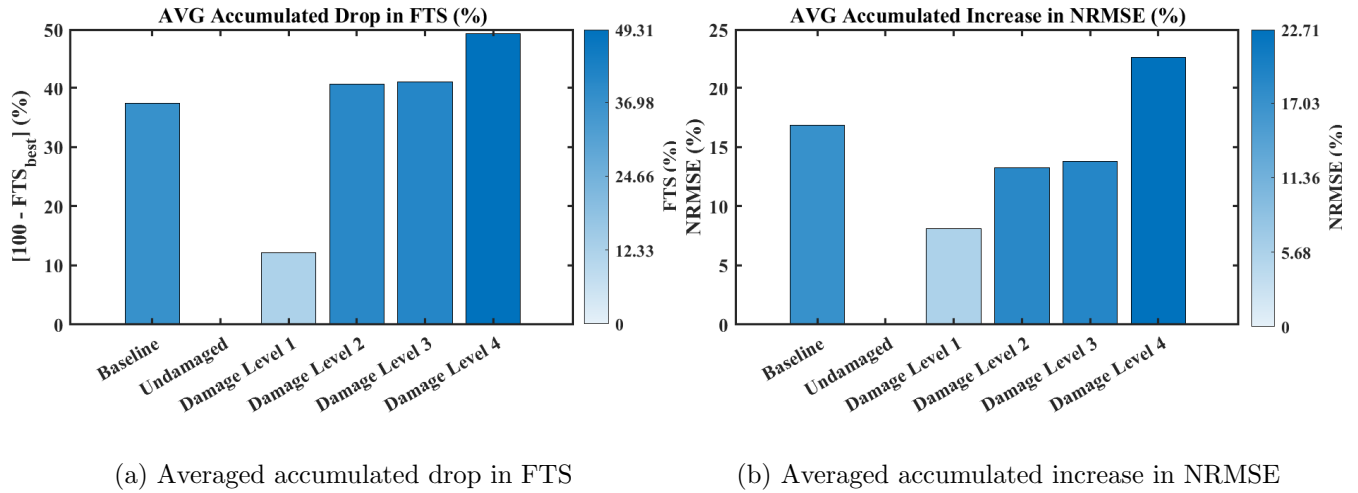 AVG Accumulated Drop in FTS (%)
[100 - FTS_best] (%)
50
40
30
20
10
0
Baseline
Undamaged
Damage Level 1
Damage Level 2
Damage Level 3
Damage Level 4
49.31
36.98
24.66
12.33
0
FTS (%)
(a) Averaged accumulated drop in FTS
AVG Accumulated Increase in NRMSE (%)
NRMSE (%)
25
20
15
10
5
0
Baseline
Undamaged
Damage Level 1
Damage Level 2
Damage Level 3
Damage Level 4
22.71
17.03
11.36
5.68
0
NRMSE (%)
(b) Averaged accumulated increase in NRMSE